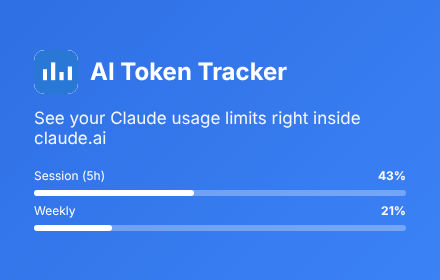 AI Token Tracker
See your Claude usage limits right inside
claude.ai
Session (5h) 43%
Weekly 21%